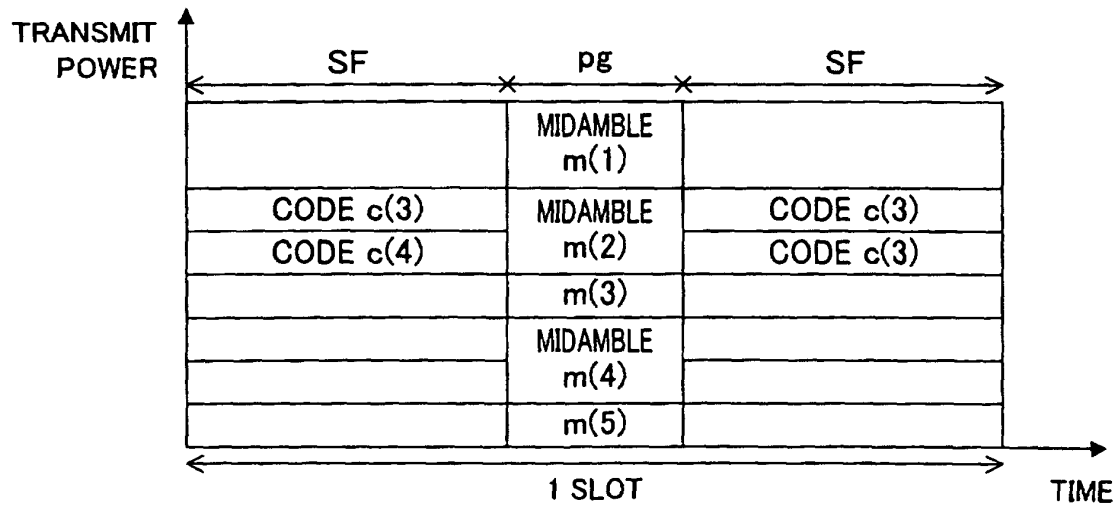 TRANSMIT
POWER
SF pg SF
MIDAMBLE
m(1)
CODE c(3) MIDAMBLE CODE c(3)
CODE c(4) m(2) CODE c(3)
m(3)
MIDAMBLE
m(4)
m(5)
1 SLOT TIME